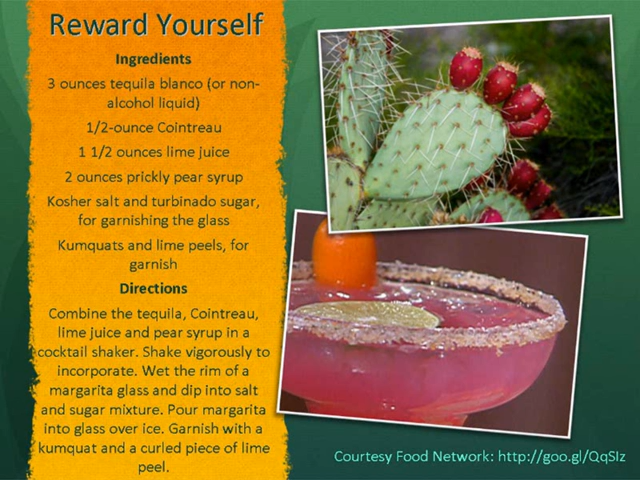 Reward Yourself
Ingredients
3 ounces tequila blanco (or non-
alcohol liquid)
1/2-ounce Cointreau
1 1/2 ounces lime juice
2 ounces prickly pear syrup
Kosher salt and turbinado sugar,
for garnishing the glass
Kumquats and lime peels, for
garnish
Directions
Combine the tequila, Cointreau,
lime juice and pear syrup in a
cocktail shaker. Shake vigorously to
incorporate. Wet the rim of a
margarita glass and dip into salt
and sugar mixture. Pour margarita
into glass over ice. Garnish with a
kumquat and a curled piece of lime
peel.
Courtesy Food Network: http://goo.gl/QqSIz